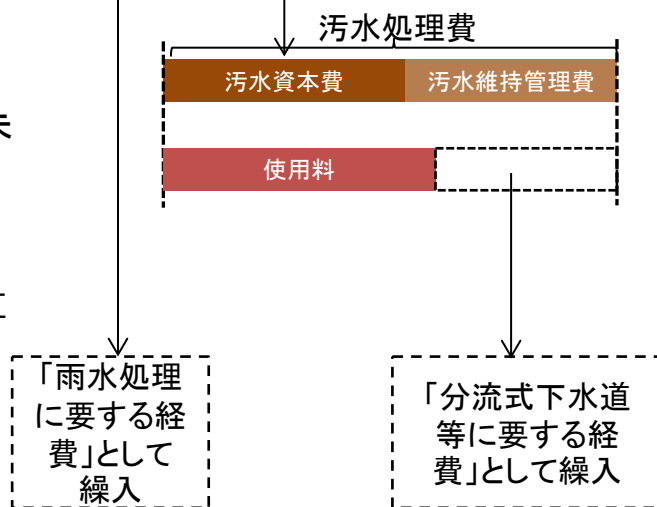 汚水処理費
汚水資本費
汚水維持管理費
使用料
「雨水処理
に要する経
費」として
繰入
「分流式下水道
等に要する経
費」として繰入